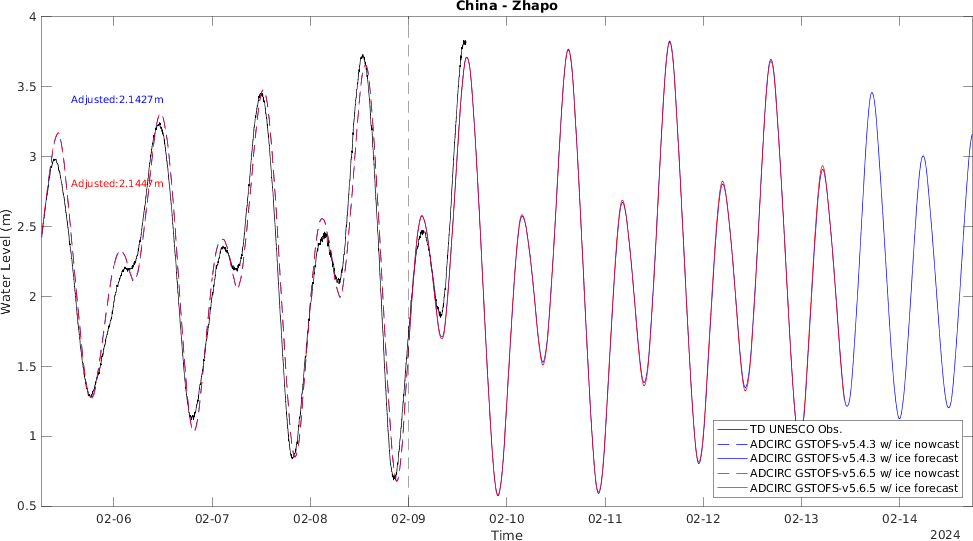 China - Zhapo
4
3.5
3
2.5
2
1.5
1
0.5
Water Level (m)
Adjusted:2.1427m
Adjusted:2.1447m
TD UNESCO Obs.
ADCIRC GSTOFS-v5.4.3 w/ ice nowcast
ADCIRC GSTOFS-v5.4.3 w/ ice forecast
ADCIRC GSTOFS-v5.6.5 w/ ice nowcast
ADCIRC GSTOFS-v5.6.5 w/ ice forecast
02-06 02-07 02-08 02-09 02-10 02-11 02-12 02-13 02-14
Time
2024